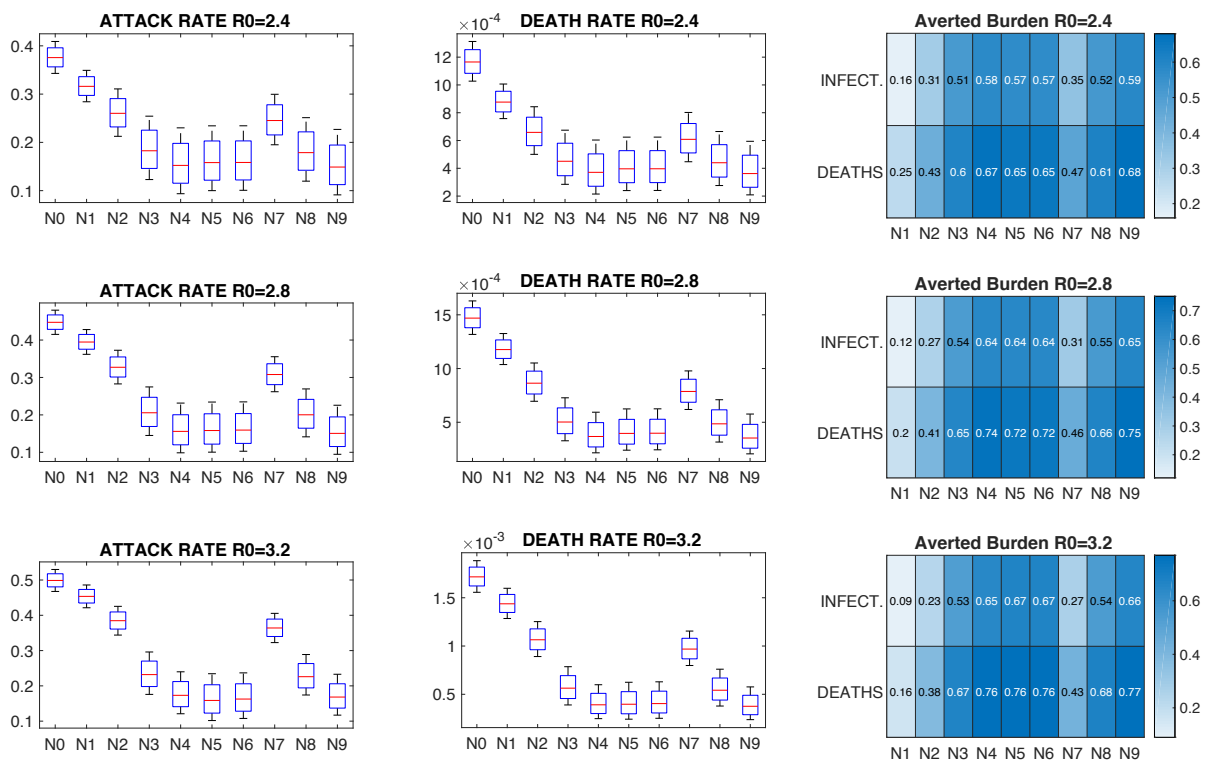 ATTACK RATE R0=2.4
0.4
0.3
0.2
0.1
N0 N1 N2 N3 N4 N5 N6 N7 N8 N9
×10⁻⁴ DEATH RATE R0=2.4
12
10
8
6
4
2
N0 N1 N2 N3 N4 N5 N6 N7 N8 N9
Averted Burden R0=2.4
INFECT. 0.16 0.31 0.51 0.58 0.57 0.57 0.35 0.52 0.59
DEATHS 0.25 0.43 0.6 0.67 0.65 0.65 0.47 0.61 0.68
N1 N2 N3 N4 N5 N6 N7 N8 N9
0.6
0.5
0.4
0.3
0.2
ATTACK RATE R0=2.8
0.4
0.3
0.2
0.1
N0 N1 N2 N3 N4 N5 N6 N7 N8 N9
×10⁻⁴ DEATH RATE R0=2.8
15
10
5
N0 N1 N2 N3 N4 N5 N6 N7 N8 N9
Averted Burden R0=2.8
INFECT. 0.12 0.27 0.54 0.64 0.64 0.64 0.31 0.55 0.65
DEATHS 0.2 0.41 0.65 0.74 0.72 0.72 0.46 0.66 0.75
N1 N2 N3 N4 N5 N6 N7 N8 N9
0.7
0.6
0.5
0.4
0.3
0.2
ATTACK RATE R0=3.2
0.5
0.4
0.3
0.2
0.1
N0 N1 N2 N3 N4 N5 N6 N7 N8 N9
×10⁻³ DEATH RATE R0=3.2
1.5
1
0.5
N0 N1 N2 N3 N4 N5 N6 N7 N8 N9
Averted Burden R0=3.2
INFECT. 0.09 0.23 0.53 0.65 0.67 0.67 0.27 0.54 0.66
DEATHS 0.16 0.38 0.67 0.76 0.76 0.76 0.43 0.68 0.77
N1 N2 N3 N4 N5 N6 N7 N8 N9
0.6
0.4
0.2